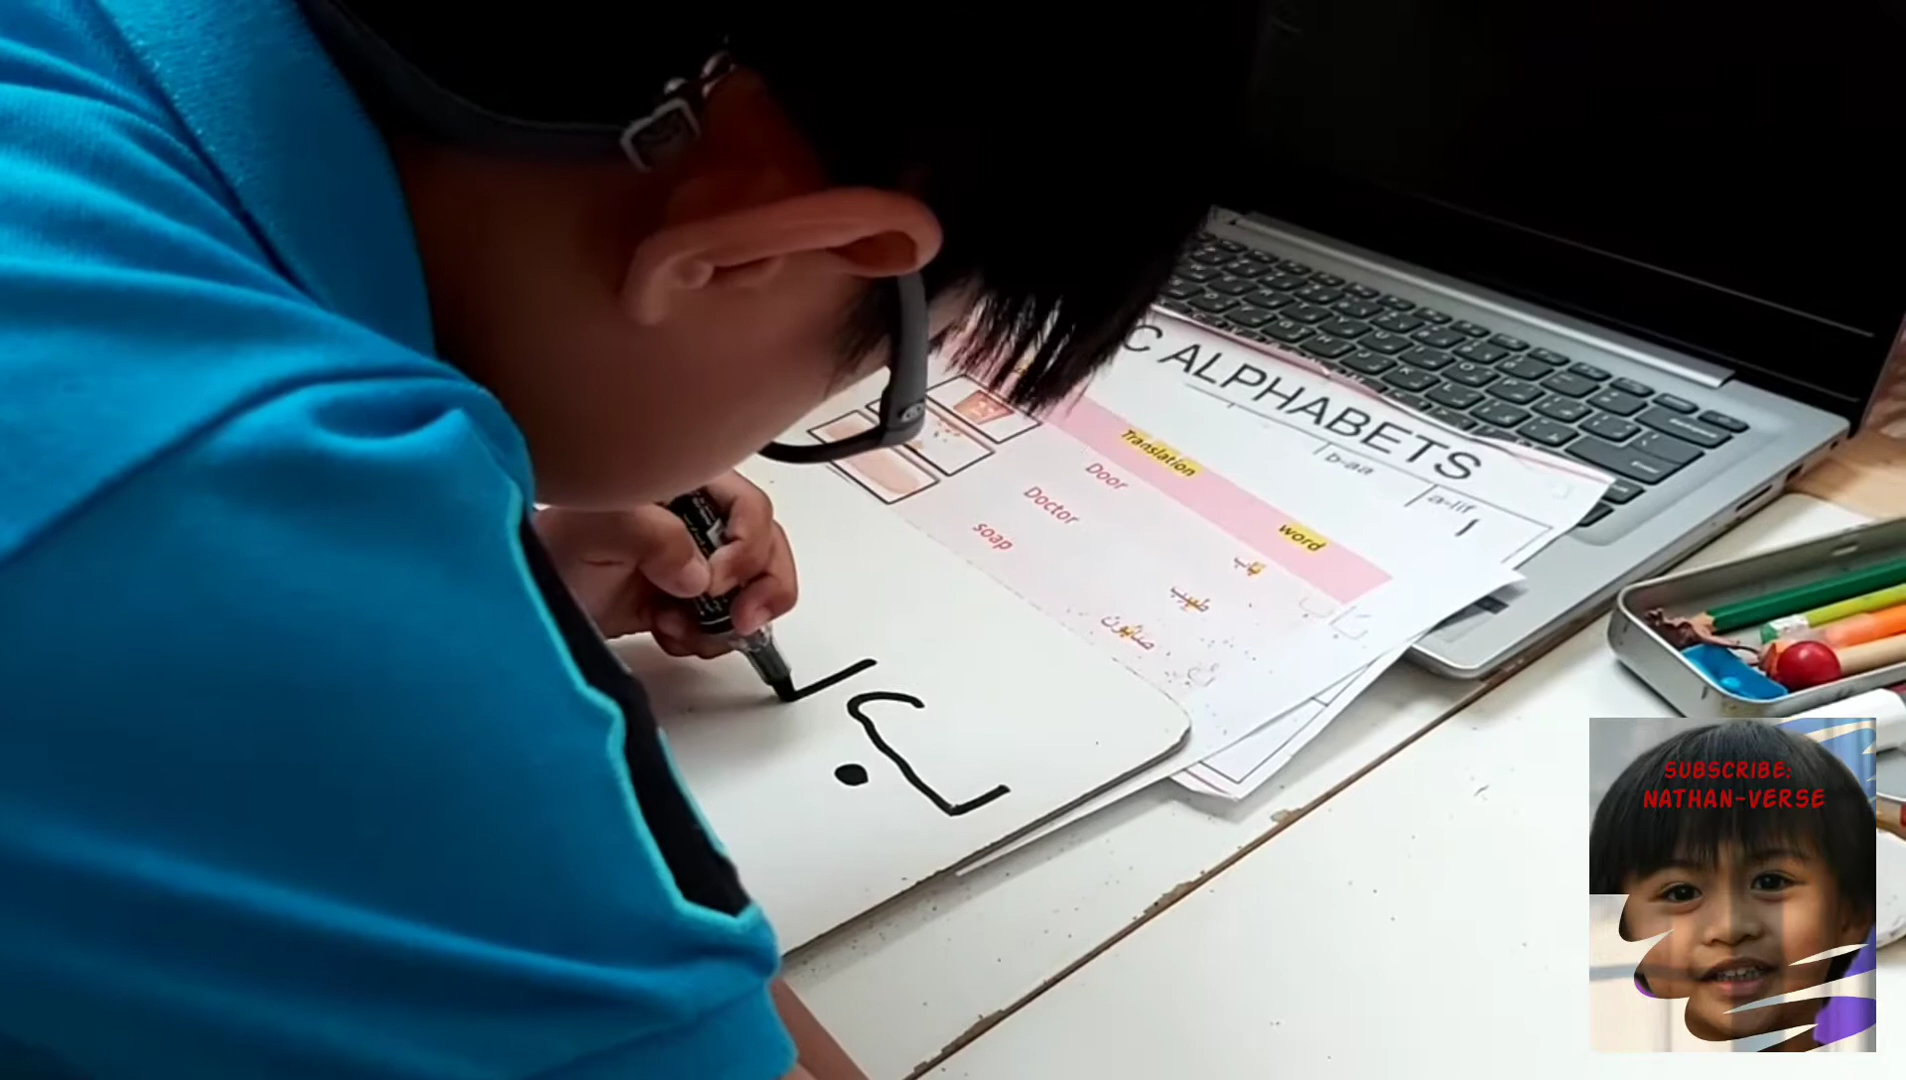 C ALPHABETS
b-aa
a-lif
ا
Translation
word
Door
باب
Doctor
طبيب
soap
صابون
SUBSCRIBE:
NATHAN-VERSE